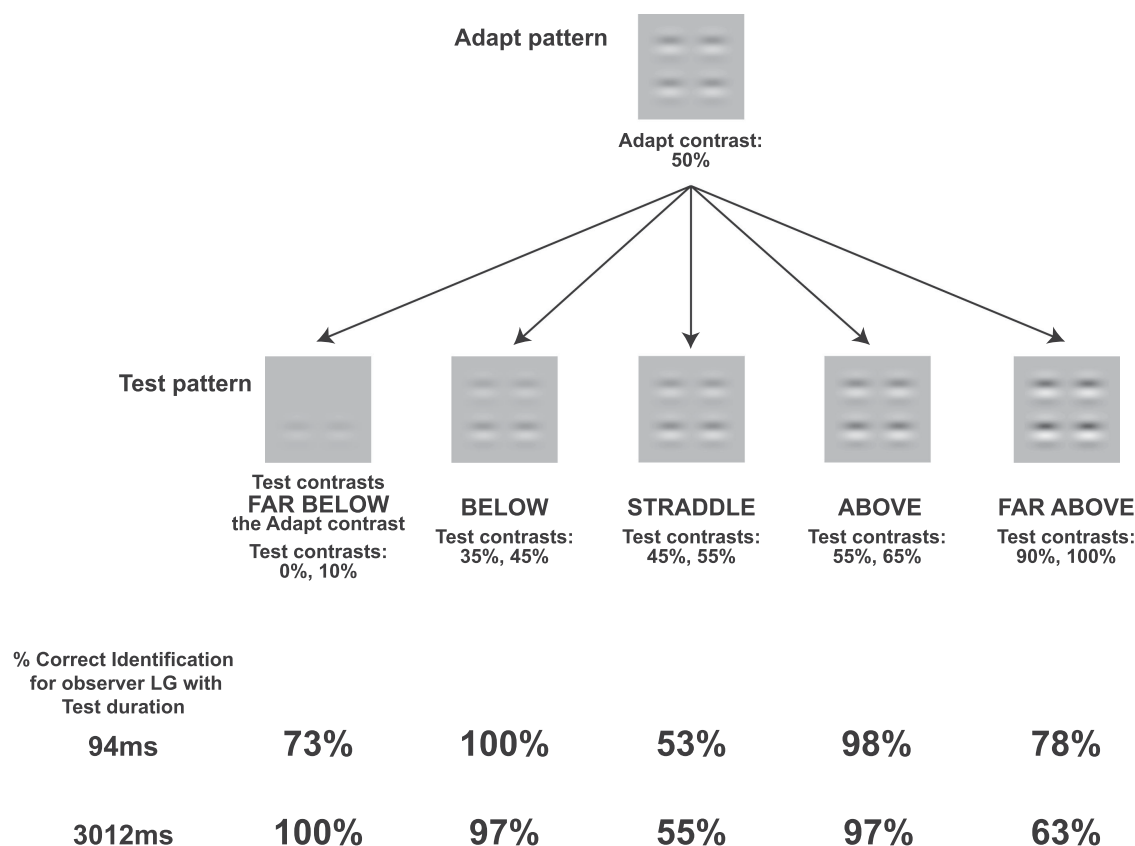 Adapt pattern
Adapt contrast:
50%
Test pattern
Test contrasts
FAR BELOW
the Adapt contrast
Test contrasts:
0%, 10%
BELOW
Test contrasts:
35%, 45%
STRADDLE
Test contrasts:
45%, 55%
ABOVE
Test contrasts:
55%, 65%
FAR ABOVE
Test contrasts:
90%, 100%
% Correct Identification
for observer LG with
Test duration
94ms 73% 100% 53% 98% 78%
3012ms 100% 97% 55% 97% 63%